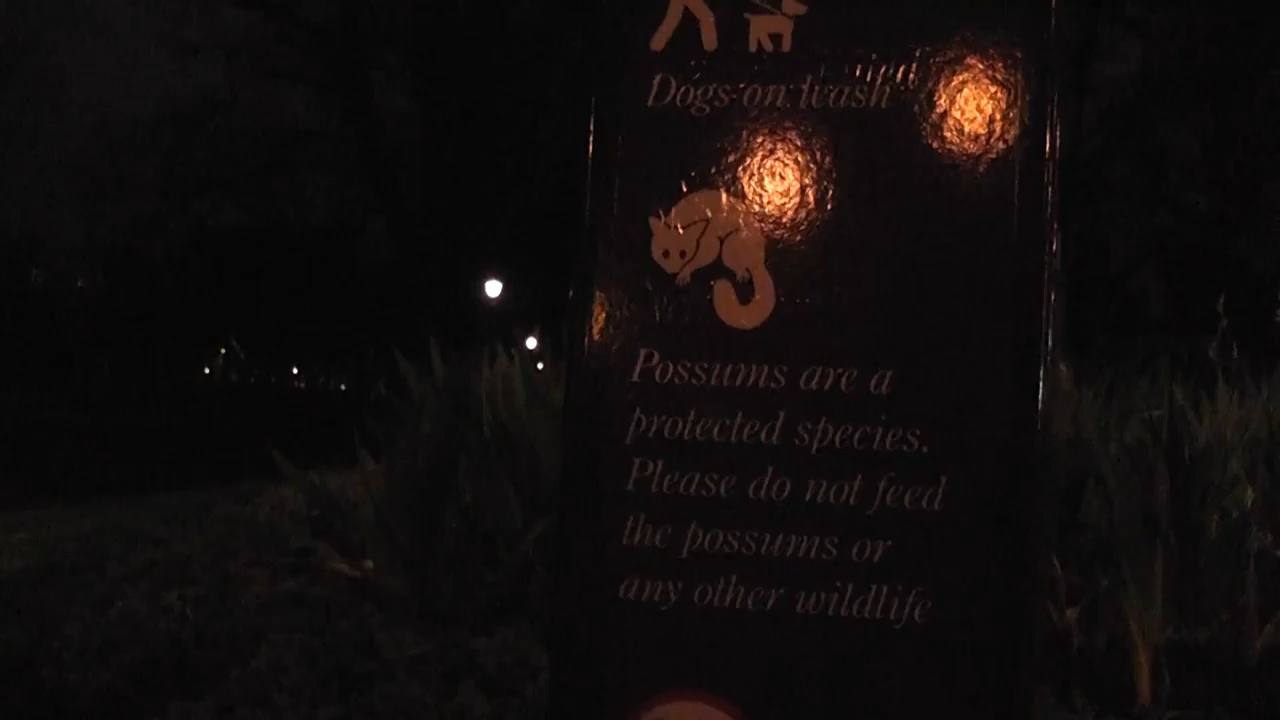 Dogs on leash
Possums are a
protected species.
Please do not feed
the possums or
any other wildlife